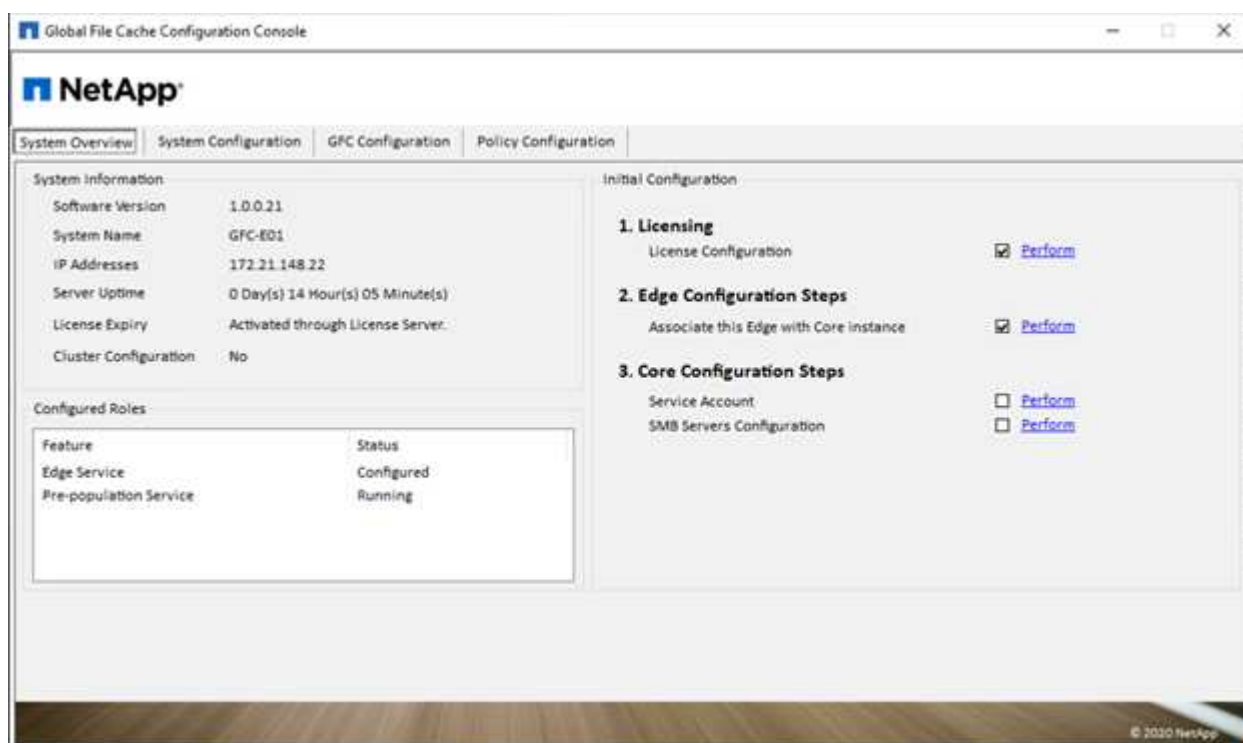 Global File Cache Configuration Console
NetApp
System Overview System Configuration GFC Configuration Policy Configuration
System Information
Software Version 1.0.0.21
System Name GFC-E01
IP Addresses 172.21.148.22
Server Uptime 0 Day(s) 14 Hour(s) 05 Minute(s)
License Expiry Activated through License Server.
Cluster Configuration No
Configured Roles
Feature Status
Edge Service Configured
Pre-population Service Running
Initial Configuration
1. Licensing
License Configuration Perform
2. Edge Configuration Steps
Associate this Edge with Core instance Perform
3. Core Configuration Steps
Service Account Perform
SMB Servers Configuration Perform
© 2020 NetApp